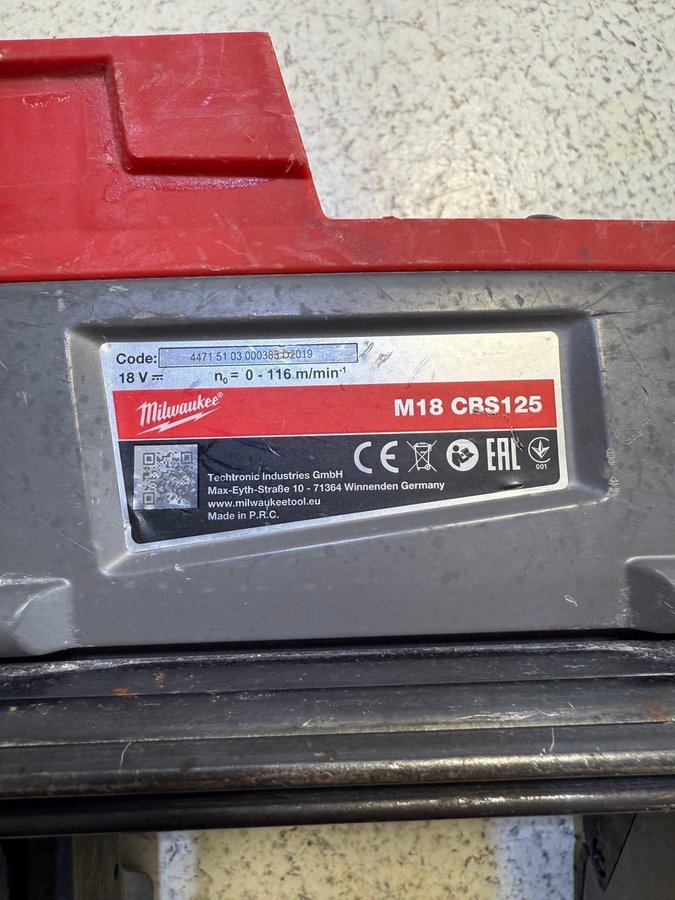 Code: 4471 51 03 000383 D2019
18 V n₀ = 0 - 116 m/min⁻¹
Milwaukee®
M18 CBS125
CE EAC 001
Techtronic Industries GmbH
Max-Eyth-Straße 10 - 71364 Winnenden Germany
www.milwaukeetool.eu
Made in P.R.C.